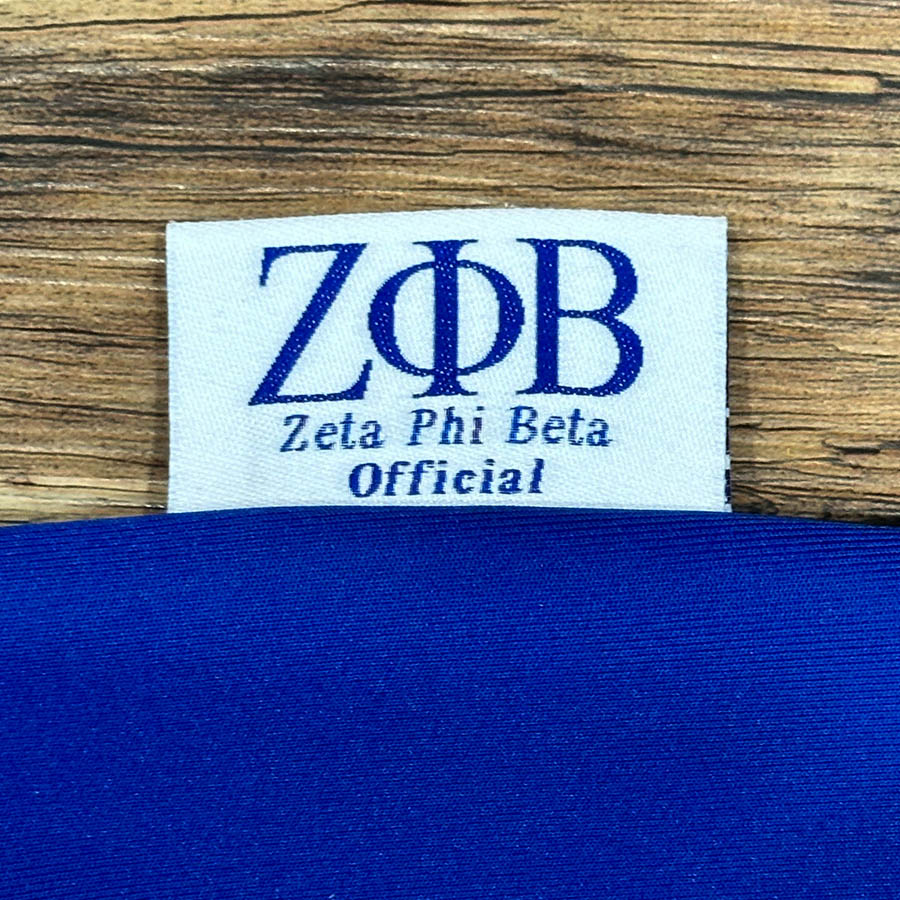 ΖΦΒ
Zeta Phi Beta
Official